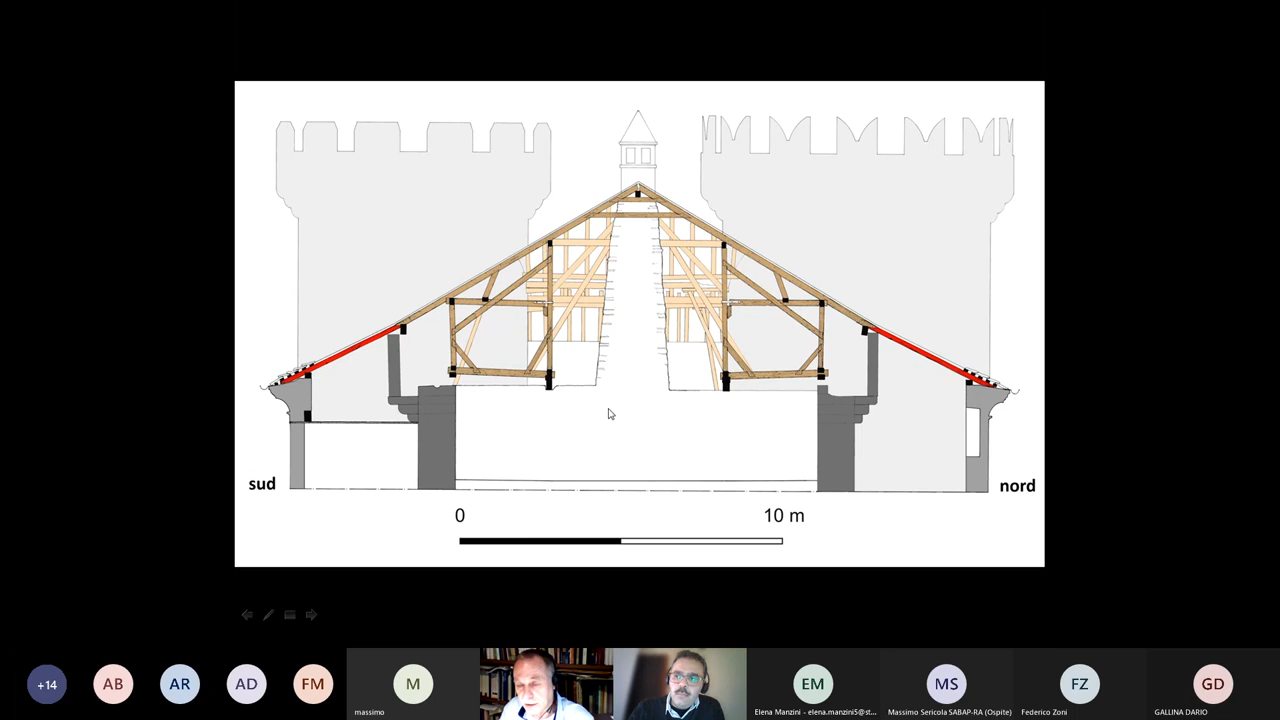 sud
nord
0
10 m
+14
AB
AR
AD
FM
M
EM
MS
FZ
GD
massimo
Elena Manzini - elena.manzini5@st...
Massimo Sericola SABAP-RA (Ospite)
Federico Zoni
GALLINA DARIO